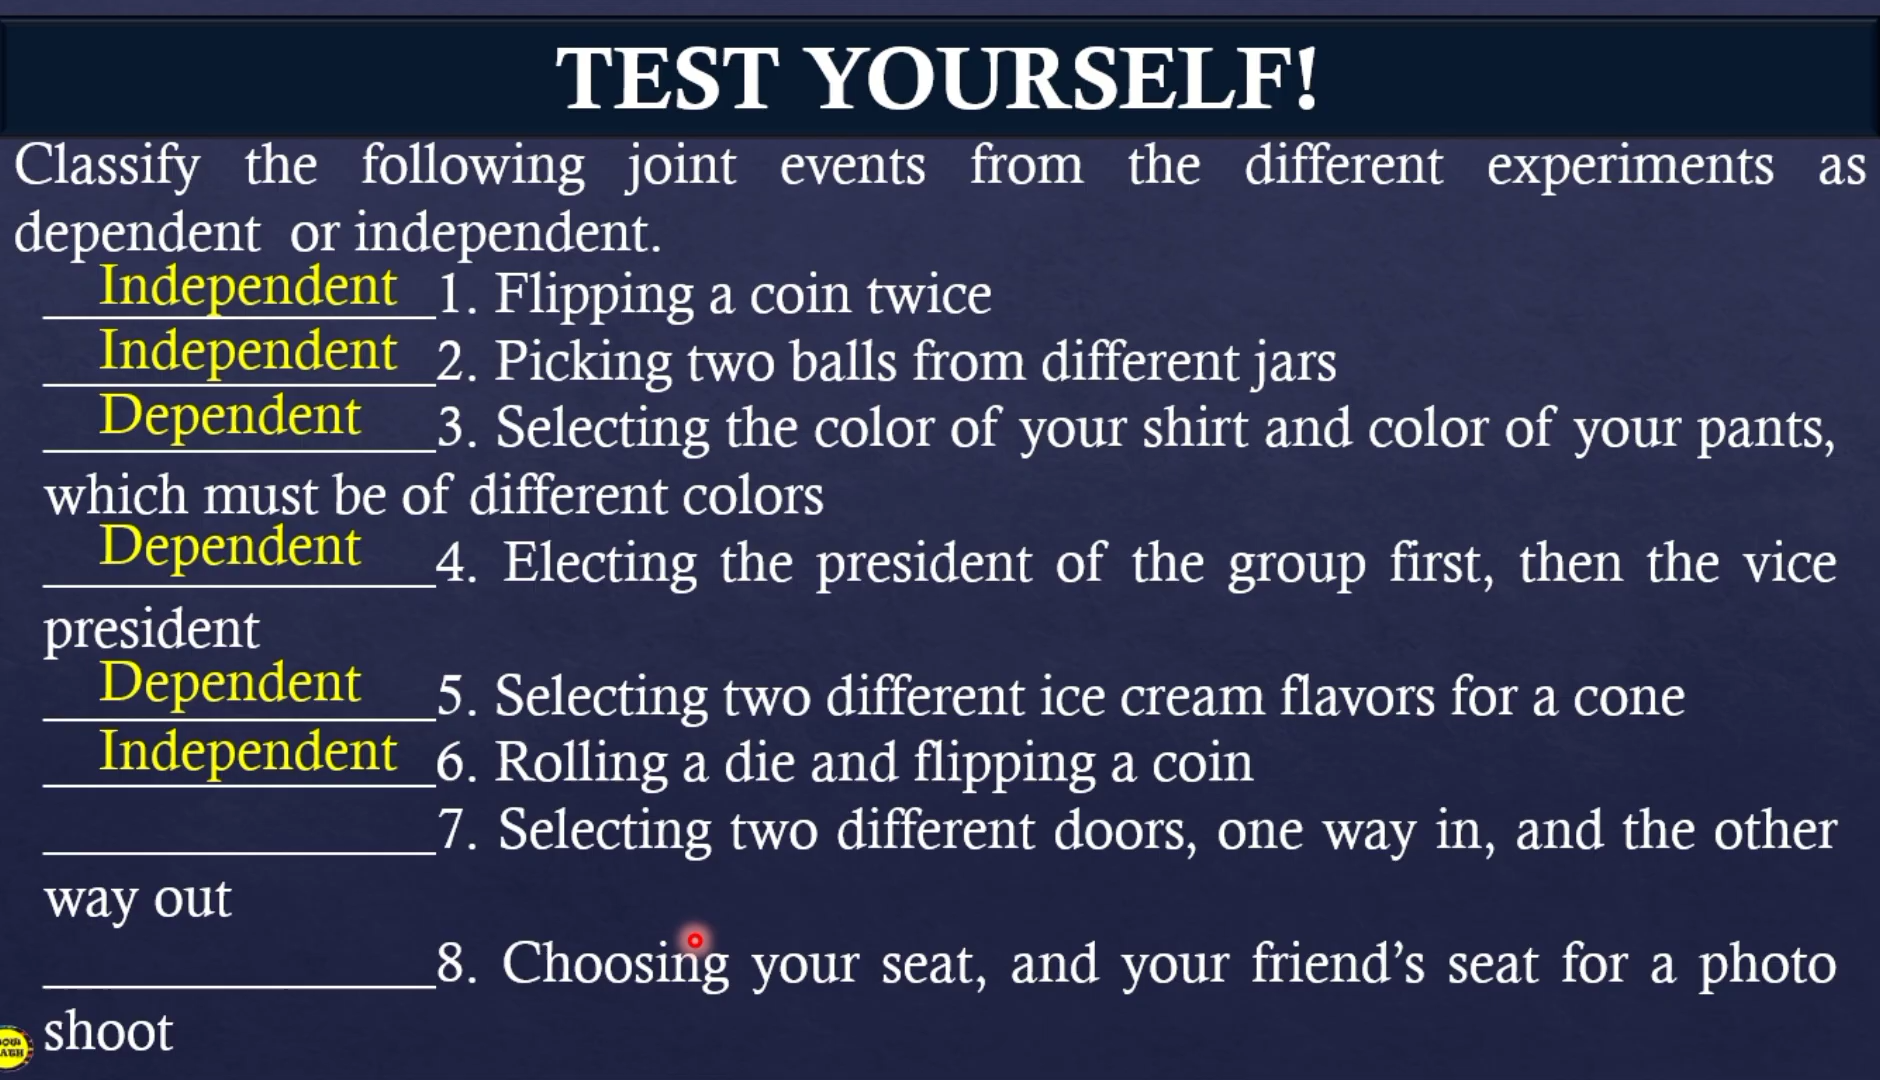 TEST YOURSELF!
Classify the following joint events from the different experiments as
dependent or independent.
Independent 1. Flipping a coin twice
Independent 2. Picking two balls from different jars
Dependent 3. Selecting the color of your shirt and color of your pants,
which must be of different colors
Dependent 4. Electing the president of the group first, then the vice
president
Dependent 5. Selecting two different ice cream flavors for a cone
Independent 6. Rolling a die and flipping a coin
7. Selecting two different doors, one way in, and the other
way out
8. Choosing your seat, and your friend's seat for a photo
shoot